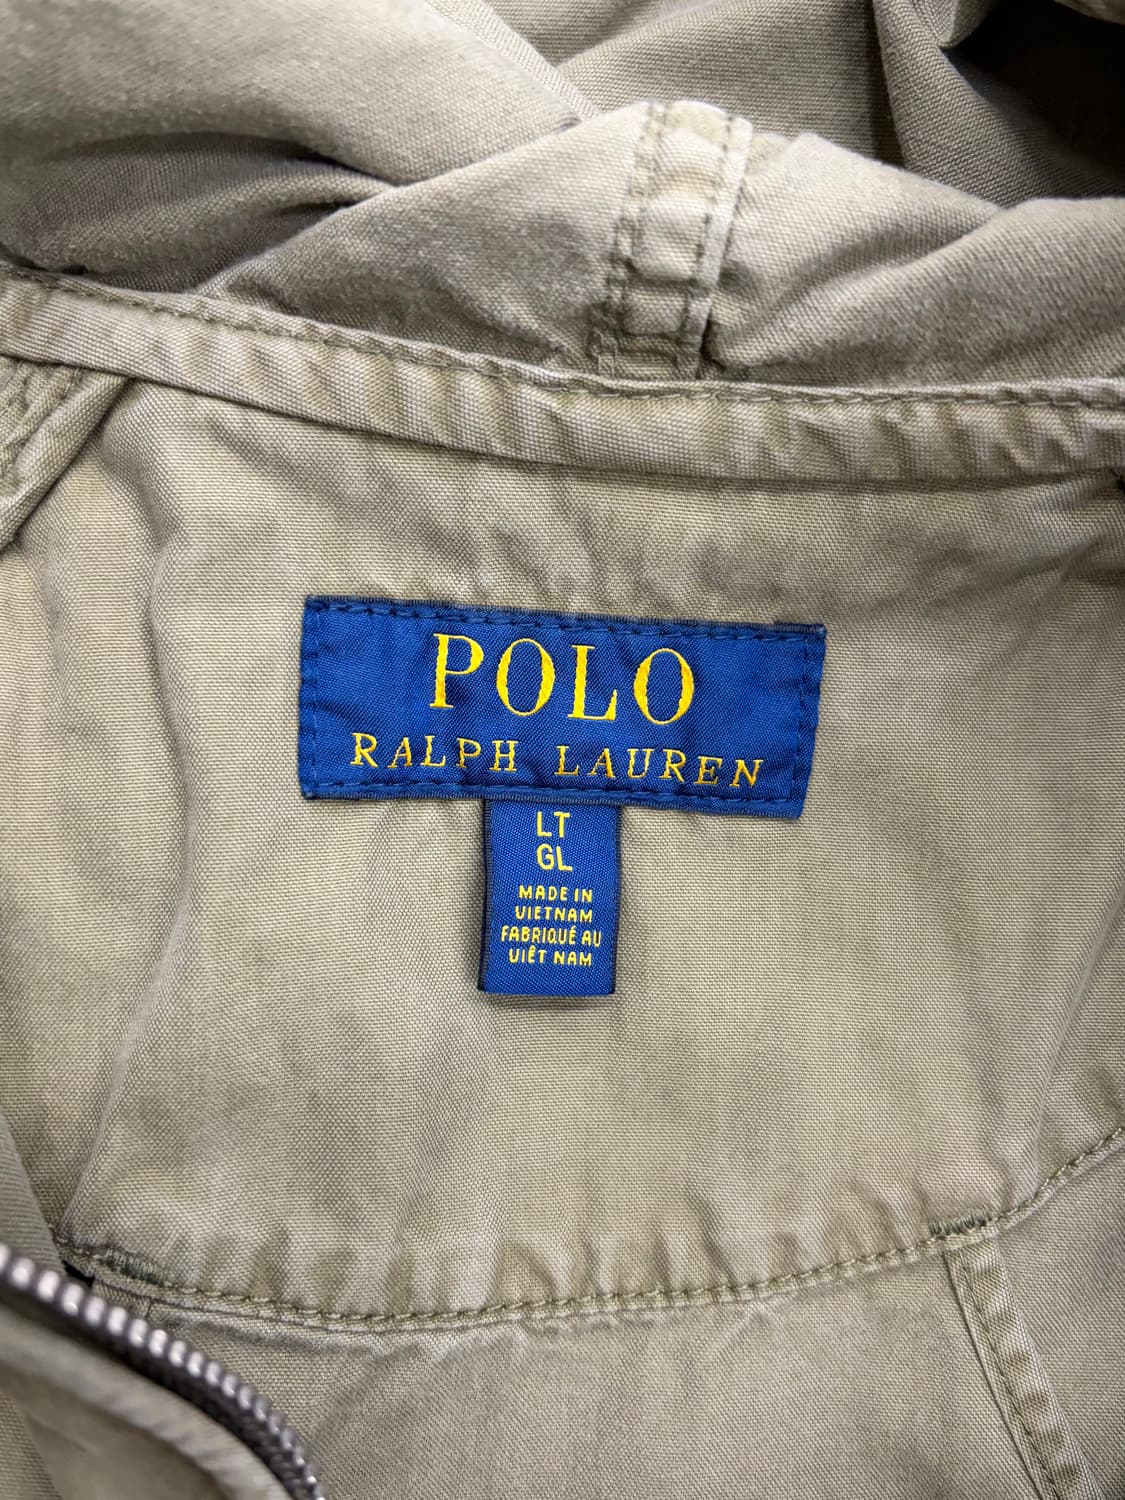 POLO
RALPH LAUREN
LT
GL
MADE IN
VIETNAM
FABRIQUÉ AU
VIÊT NAM